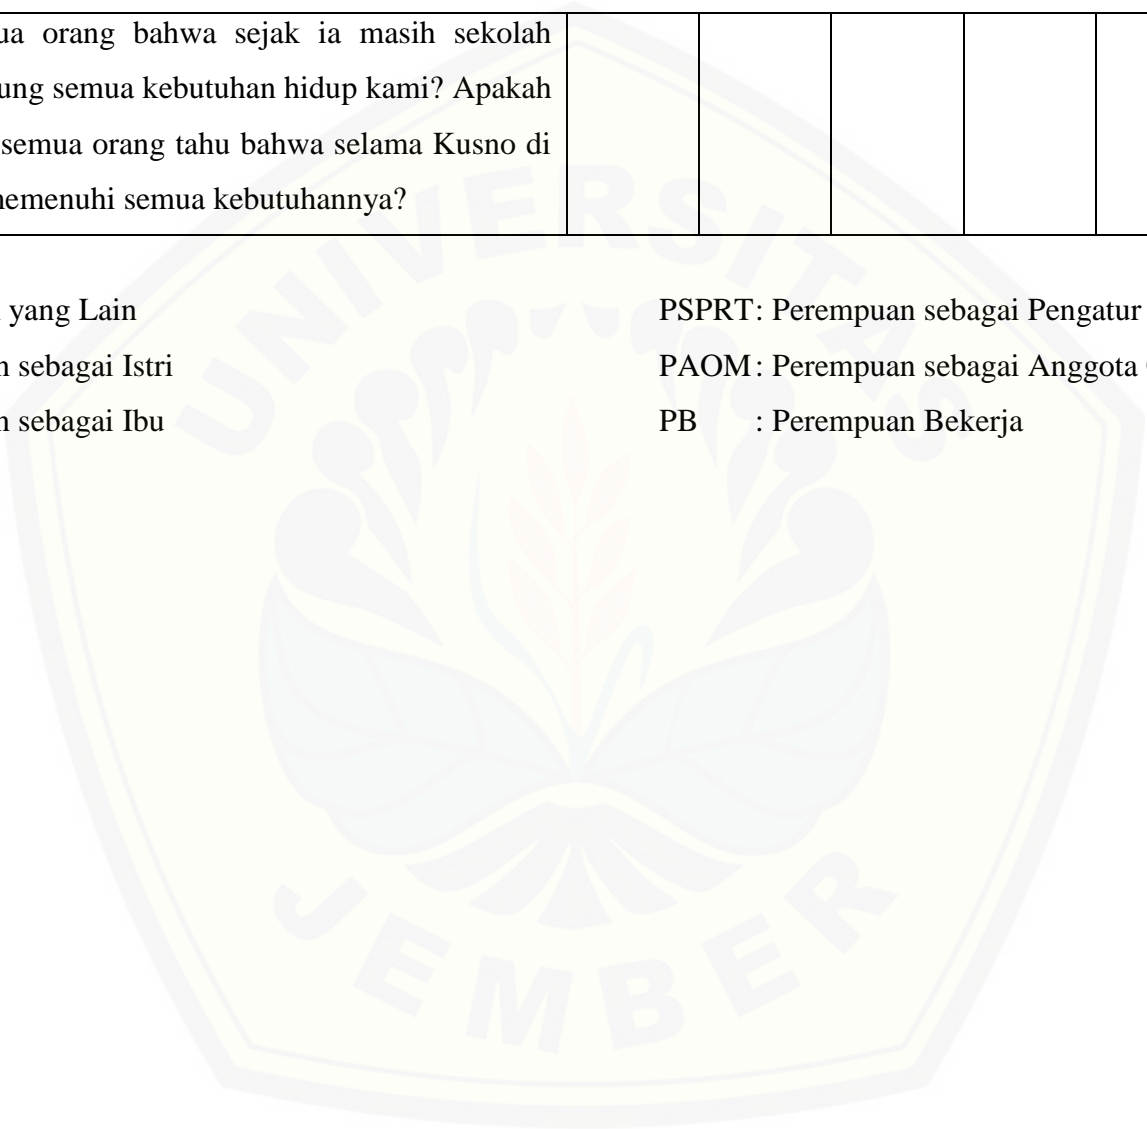 ua orang bahwa sejak ia masih sekolah
ung semua kebutuhan hidup kami? Apakah
semua orang tahu bahwa selama Kusno di
nemenuhi semua kebutuhannya?
yang Lain
n sebagai Istri
n sebagai Ibu
PSPRT: Perempuan sebagai Pengatur
PAOM: Perempuan sebagai Anggota
PB : Perempuan Bekerja
UNIVERSITAS
JEMBER